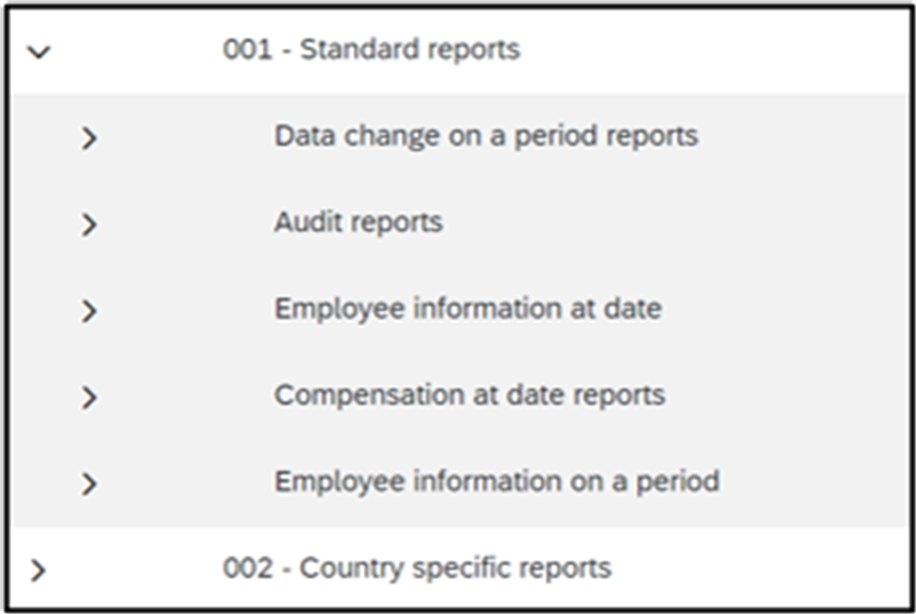 001 - Standard reports
Data change on a period reports
Audit reports
Employee information at date
Compensation at date reports
Employee information on a period
002 - Country specific reports